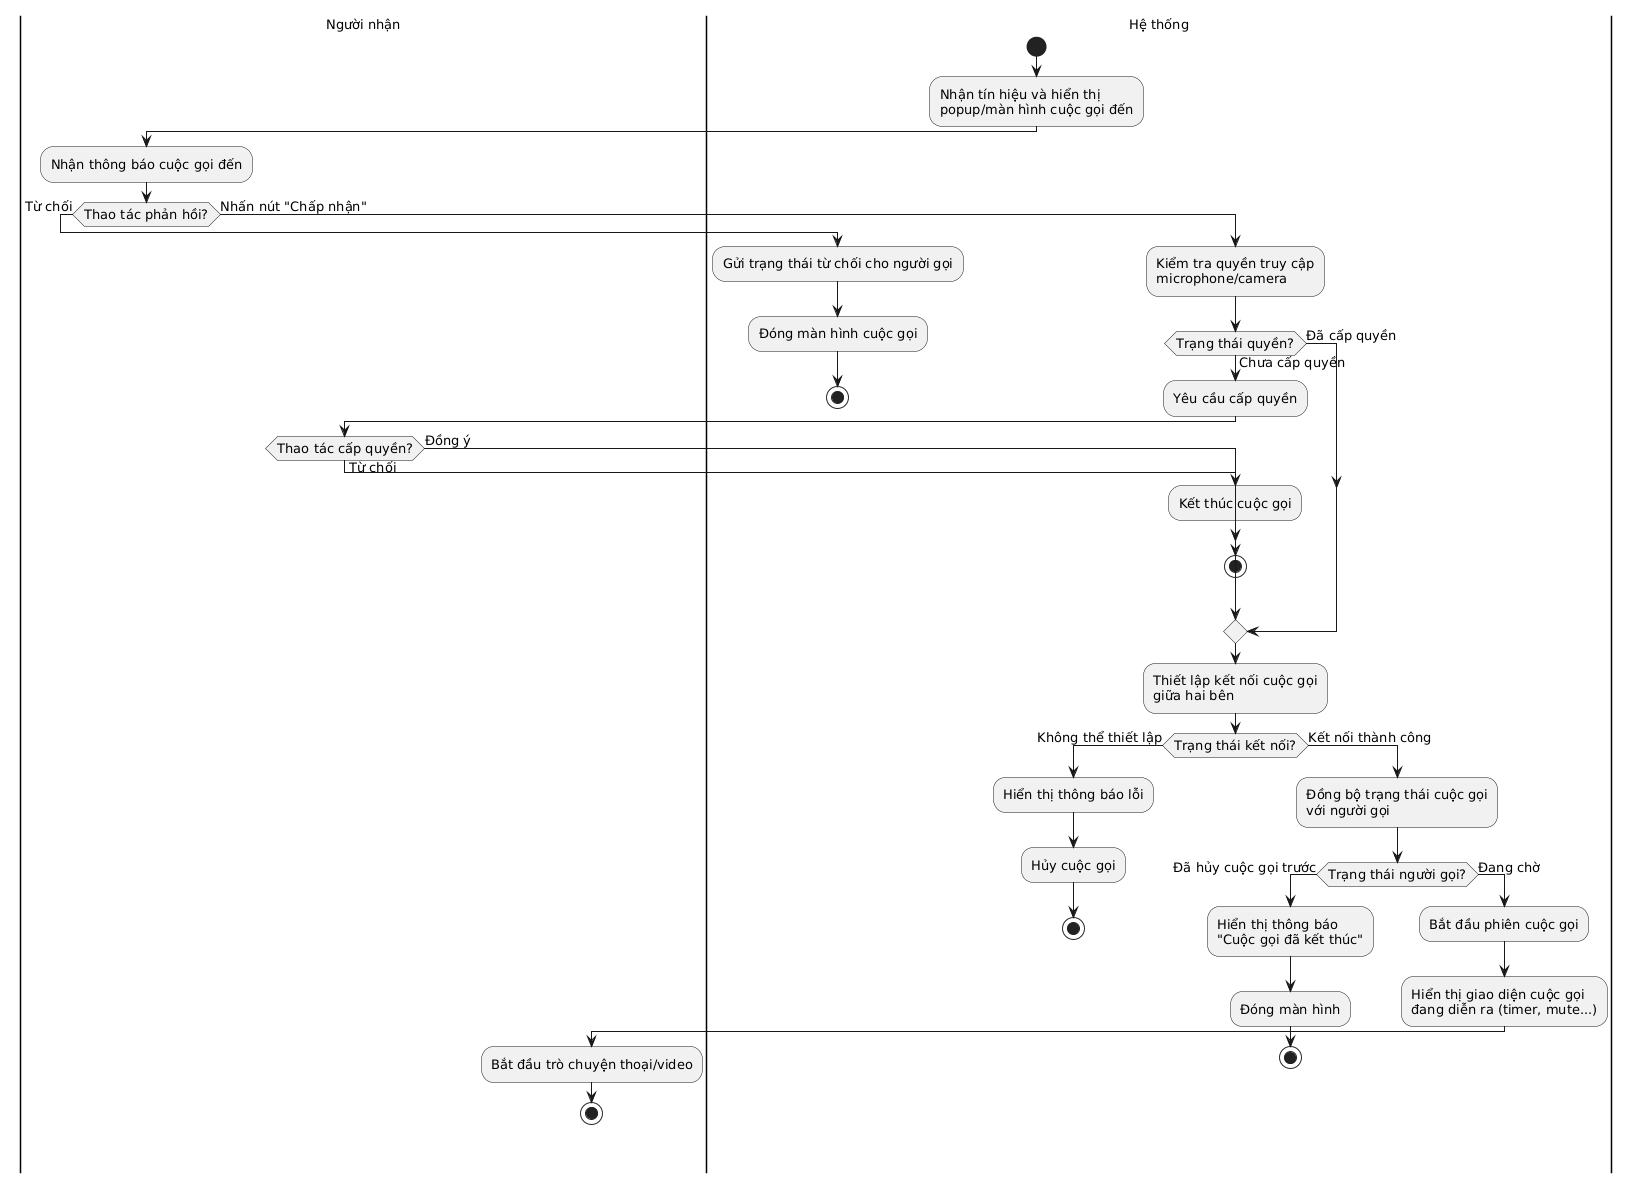 Người nhận
Hệ thống
Nhận tín hiệu và hiển thị
popup/màn hình cuộc gọi đến
Nhận thông báo cuộc gọi đến
Từ chối
Thao tác phản hồi?
Nhấn nút "Chấp nhận"
Gửi trạng thái từ chối cho người gọi
Kiểm tra quyền truy cập
microphone/camera
Đóng màn hình cuộc gọi
Trạng thái quyền?
Đã cấp quyền
Chưa cấp quyền
Yêu cầu cấp quyền
Thao tác cấp quyền?
Đồng ý
Từ chối
Kết thúc cuộc gọi
Thiết lập kết nối cuộc gọi
giữa hai bên
Không thể thiết lập
Trạng thái kết nối?
Kết nối thành công
Hiển thị thông báo lỗi
Đồng bộ trạng thái cuộc gọi
với người gọi
Hủy cuộc gọi
Đã hủy cuộc gọi trước
Trạng thái người gọi?
Đang chờ
Hiển thị thông báo
"Cuộc gọi đã kết thúc"
Bắt đầu phiên cuộc gọi
Đóng màn hình
Hiển thị giao diện cuộc gọi
đang diễn ra (timer, mute...)
Bắt đầu trò chuyện thoại/video